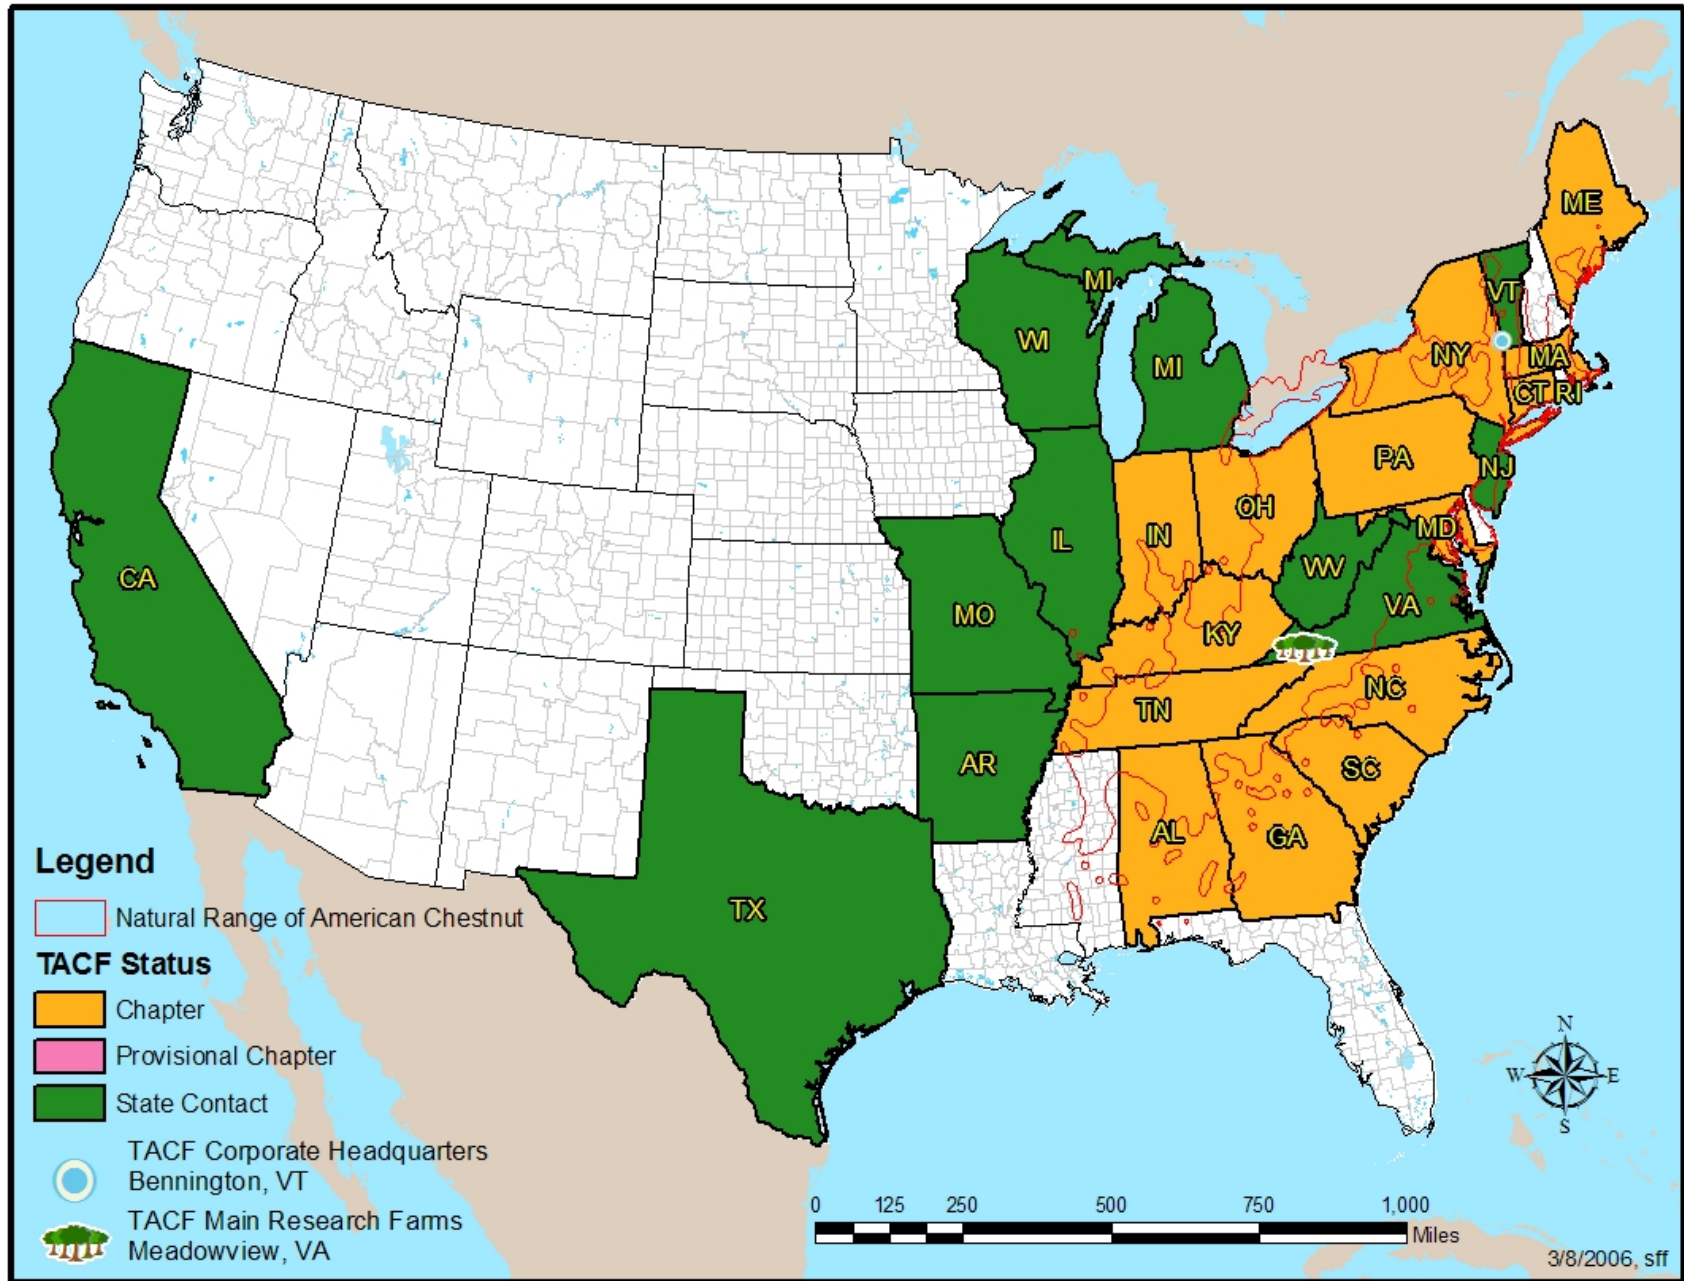 ME
MI
VT
WI
NY
MA
MI
CT RI
PA
NJ
OH
MD
IN
IL
WV
CA
VA
MO
KY
NC
TN
AR
SC
AL
GA
TX
Legend
Natural Range of American Chestnut
TACF Status
Chapter
Provisional Chapter
State Contact
TACF Corporate Headquarters
Bennington, VT
TACF Main Research Farms
Meadowview, VA
N
W E
S
0 125 250 500 750 1,000
Miles
3/8/2006, sff